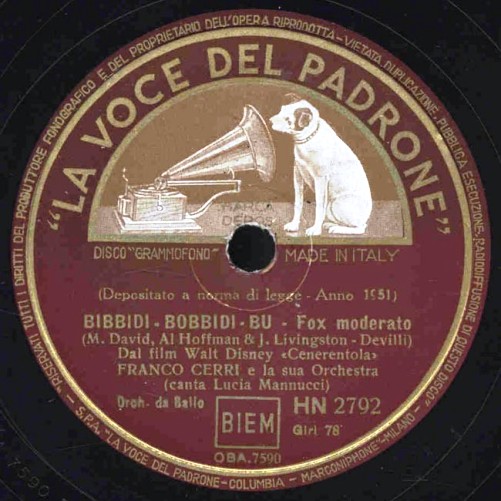 RISERVATI TUTTI I DIRITTI DEL PRODUTTORE FONOGRAFICO E DEL PROPRIETARIO DELL'OPERA RIPRODOTTA - VIETATA DUPLICAZIONE, PUBBLICA ESECUZIONE, RADIODIFFUSIONE DI QUESTO DISCO
"LA VOCE DEL PADRONE"
MARCA
DEPOS
DISCO "GRAMMOFONO" MADE IN ITALY
(Depositato a norma di legge - Anno 1951)
BIBBIDI - BOBBIDI - BU - Fox moderato
(M. David, Al Hoffman & J. Livingston - Devilli)
Dal film Walt Disney «Cenerentola»
FRANCO CERRI e la sua Orchestra
(canta Lucia Mannucci)
Orch. da Ballo BIEM HN 2792
Giri 78
OBA.7590
S.p.A. - "LA VOCE DEL PADRONE - COLUMBIA - MARCONIPHONE" - MILANO
7590